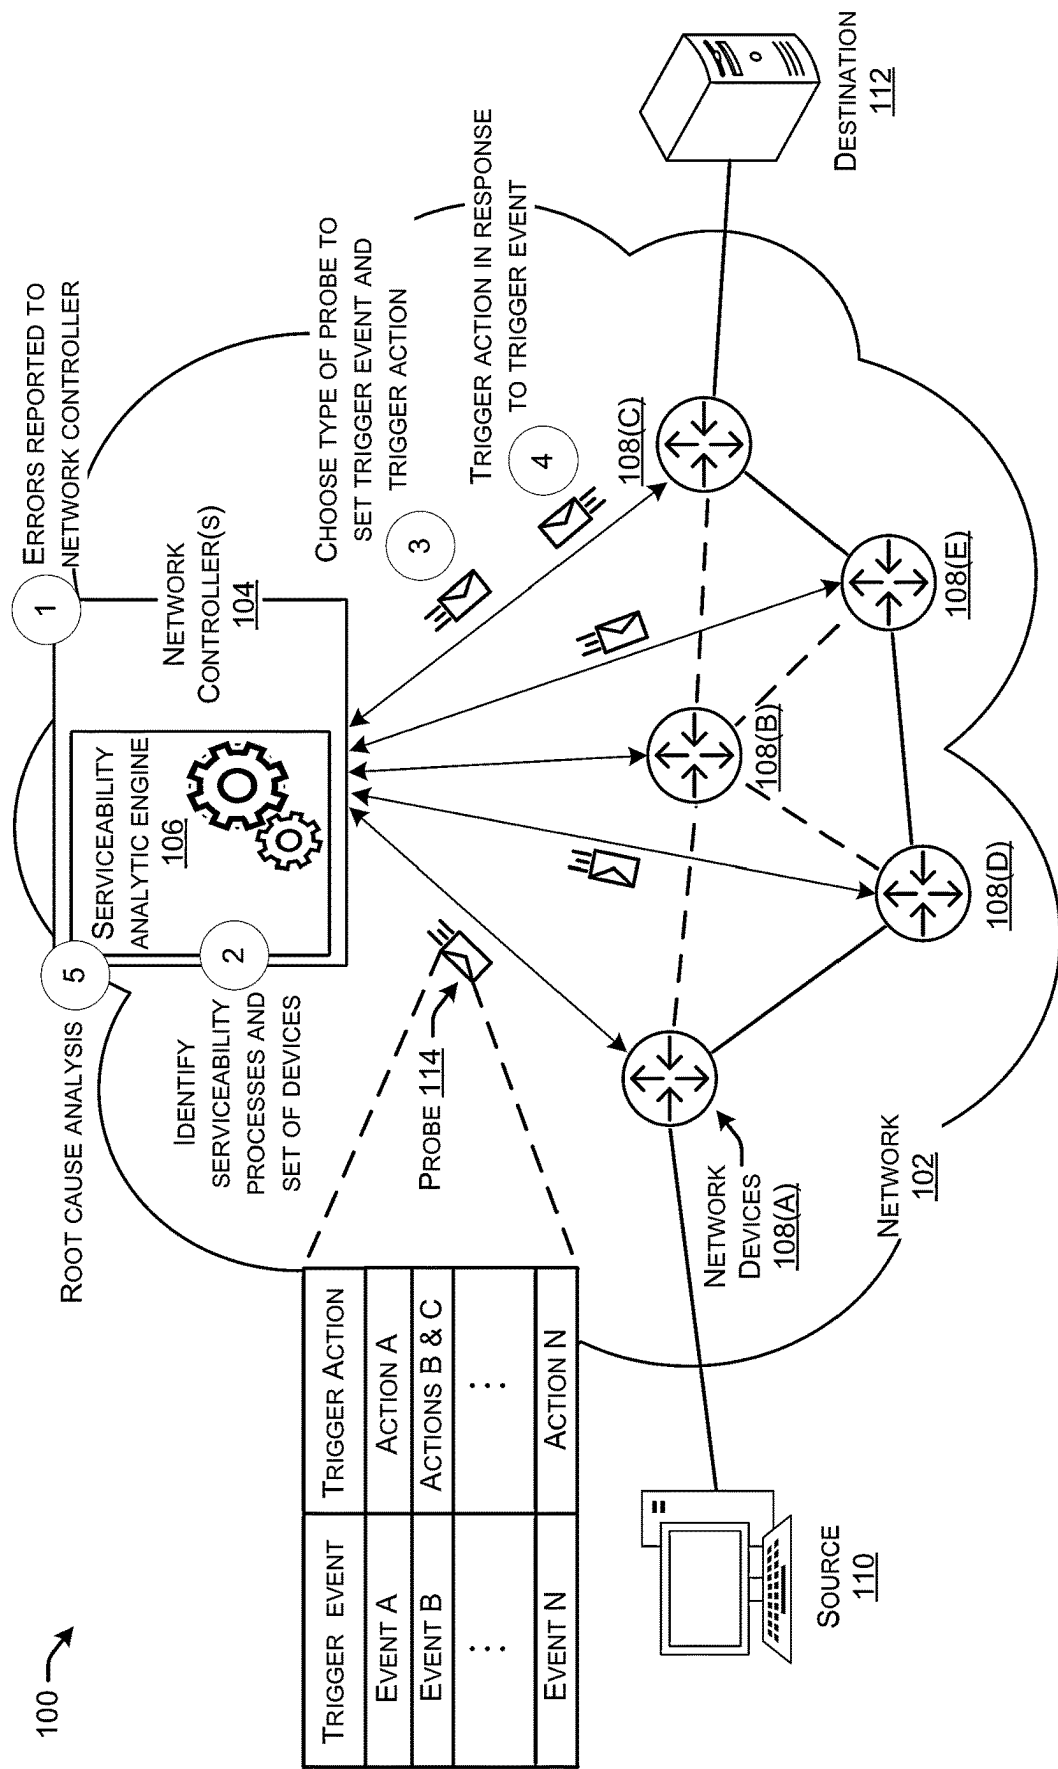 100
ROOT CAUSE ANALYSIS
5
1
ERRORS REPORTED TO
NETWORK CONTROLLER
SERVICEABILITY
ANALYTIC ENGINE
106
NETWORK
CONTROLLER(S)
104
2
IDENTIFY
SERVICEABILITY
PROCESSES AND
SET OF DEVICES
3
CHOOSE TYPE OF PROBE TO
SET TRIGGER EVENT AND
TRIGGER ACTION
4
TRIGGER ACTION IN RESPONSE
TO TRIGGER EVENT
TRIGGER EVENT TRIGGER ACTION
EVENT A ACTION A
EVENT B ACTIONS B & C
... ...
EVENT N ACTION N
PROBE 114
108(C)
108(B)
108(E)
108(D)
NETWORK
DEVICES
108(A)
SOURCE
110
DESTINATION
112
NETWORK
102